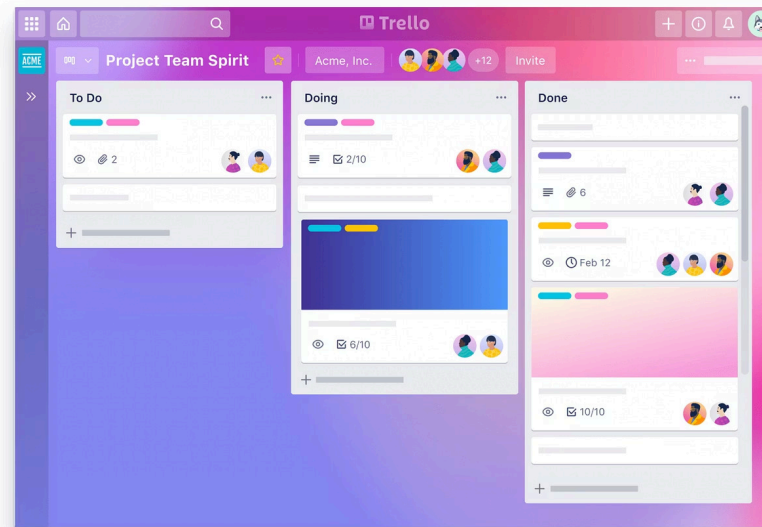 Trello
ACME
Project Team Spirit
Acme, Inc.
+12
Invite
To Do
2
Doing
2/10
6/10
Done
6
Feb 12
10/10